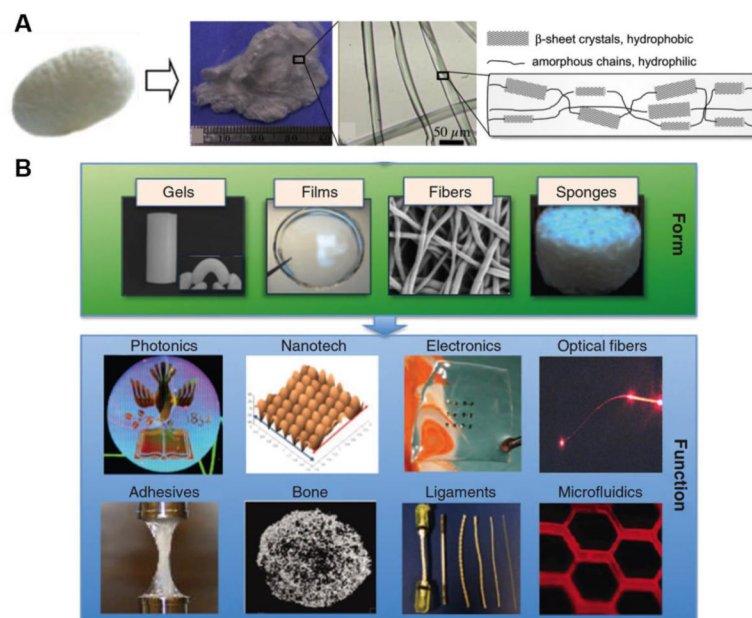 A
β-sheet crystals, hydrophobic
amorphous chains, hydrophilic
50 μm
B
Gels
Films
Fibers
Sponges
Form
Photonics
Nanotech
Electronics
Optical fibers
Function
Adhesives
Bone
Ligaments
Microfluidics